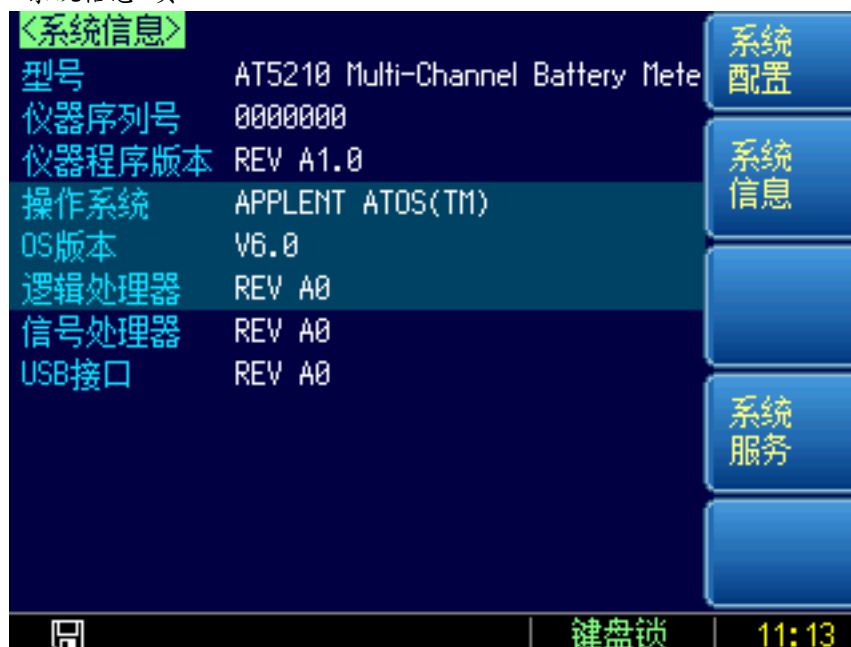 <系统信息>
型号 AT5210 Multi-Channel Battery Mete
仪器序列号 0000000
仪器程序版本 REV A1.0
操作系统 APPLENT ATOS(TM)
OS版本 V6.0
逻辑处理器 REV A0
信号处理器 REV A0
USB接口 REV A0
系统
配置
系统
信息
系统
服务
键盘锁 11:13